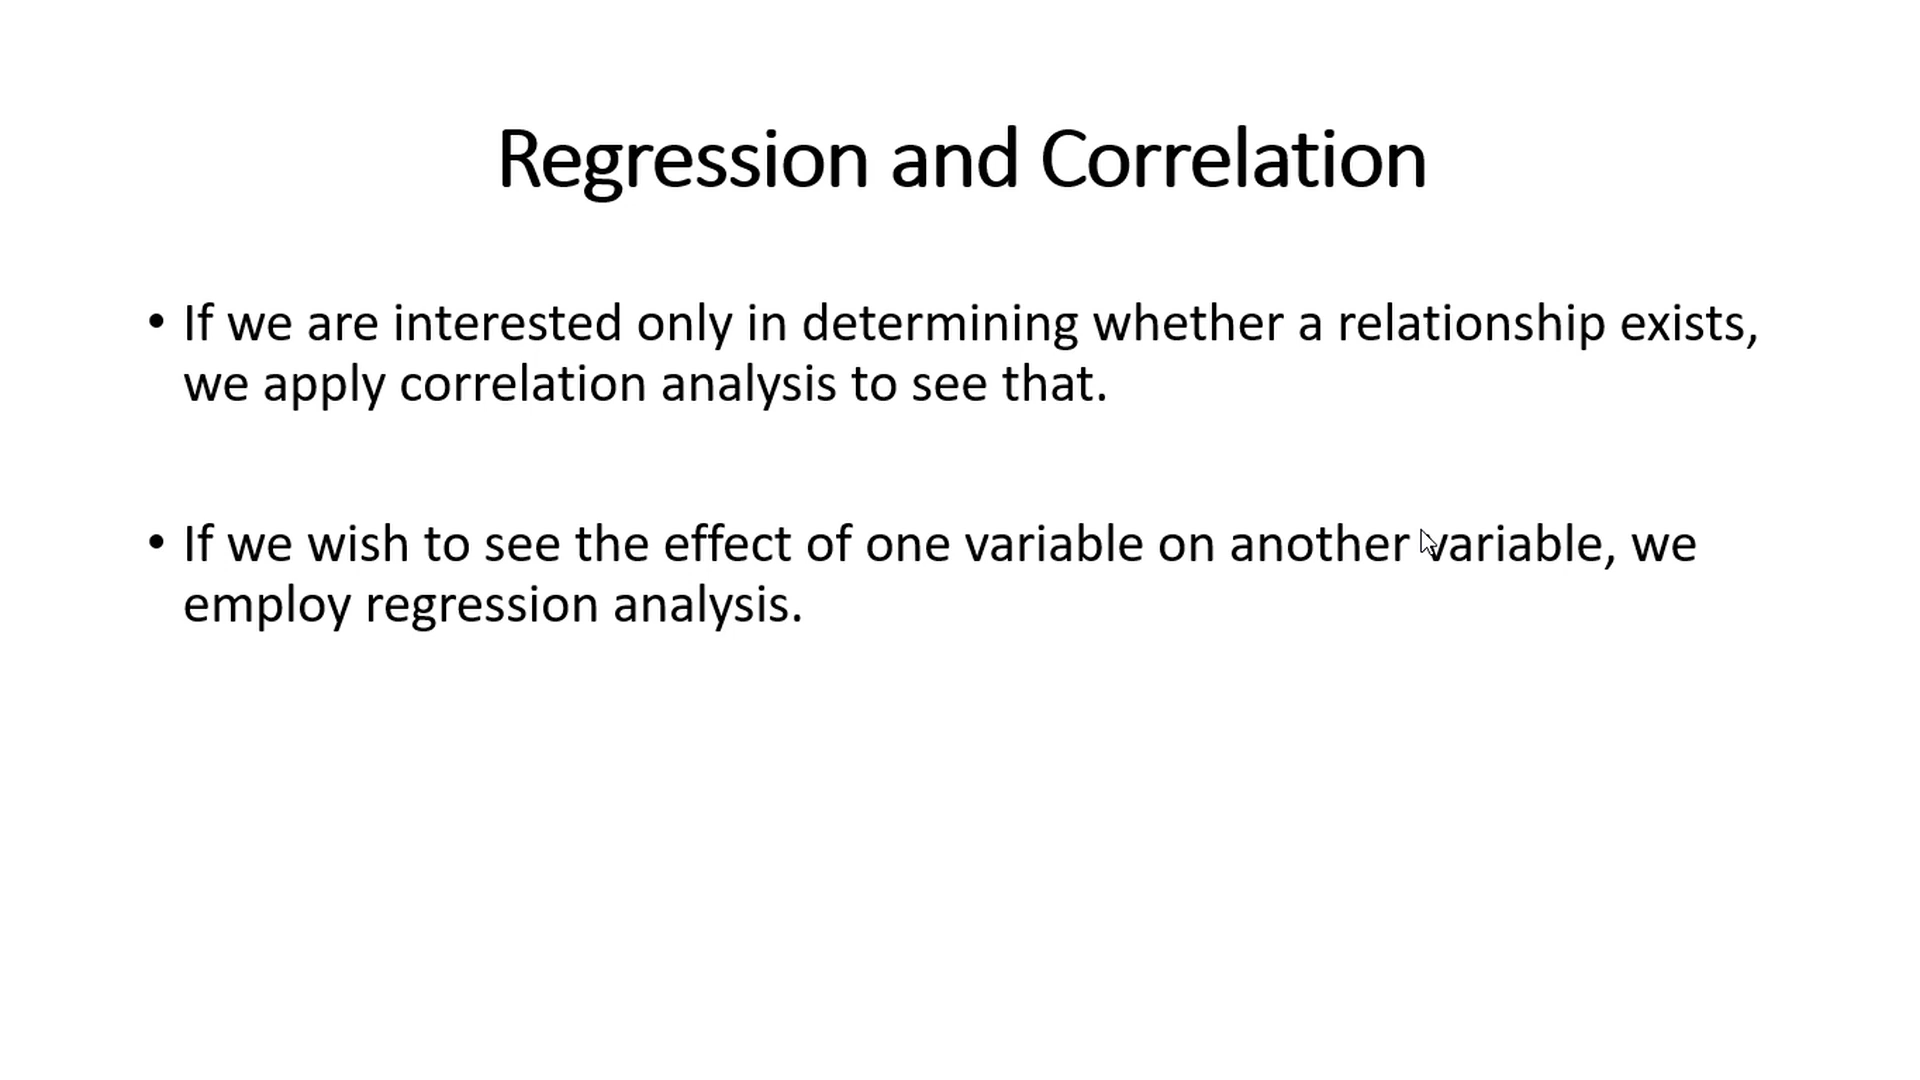 Regression and Correlation
• If we are interested only in determining whether a relationship exists,
we apply correlation analysis to see that.
• If we wish to see the effect of one variable on another variable, we
employ regression analysis.